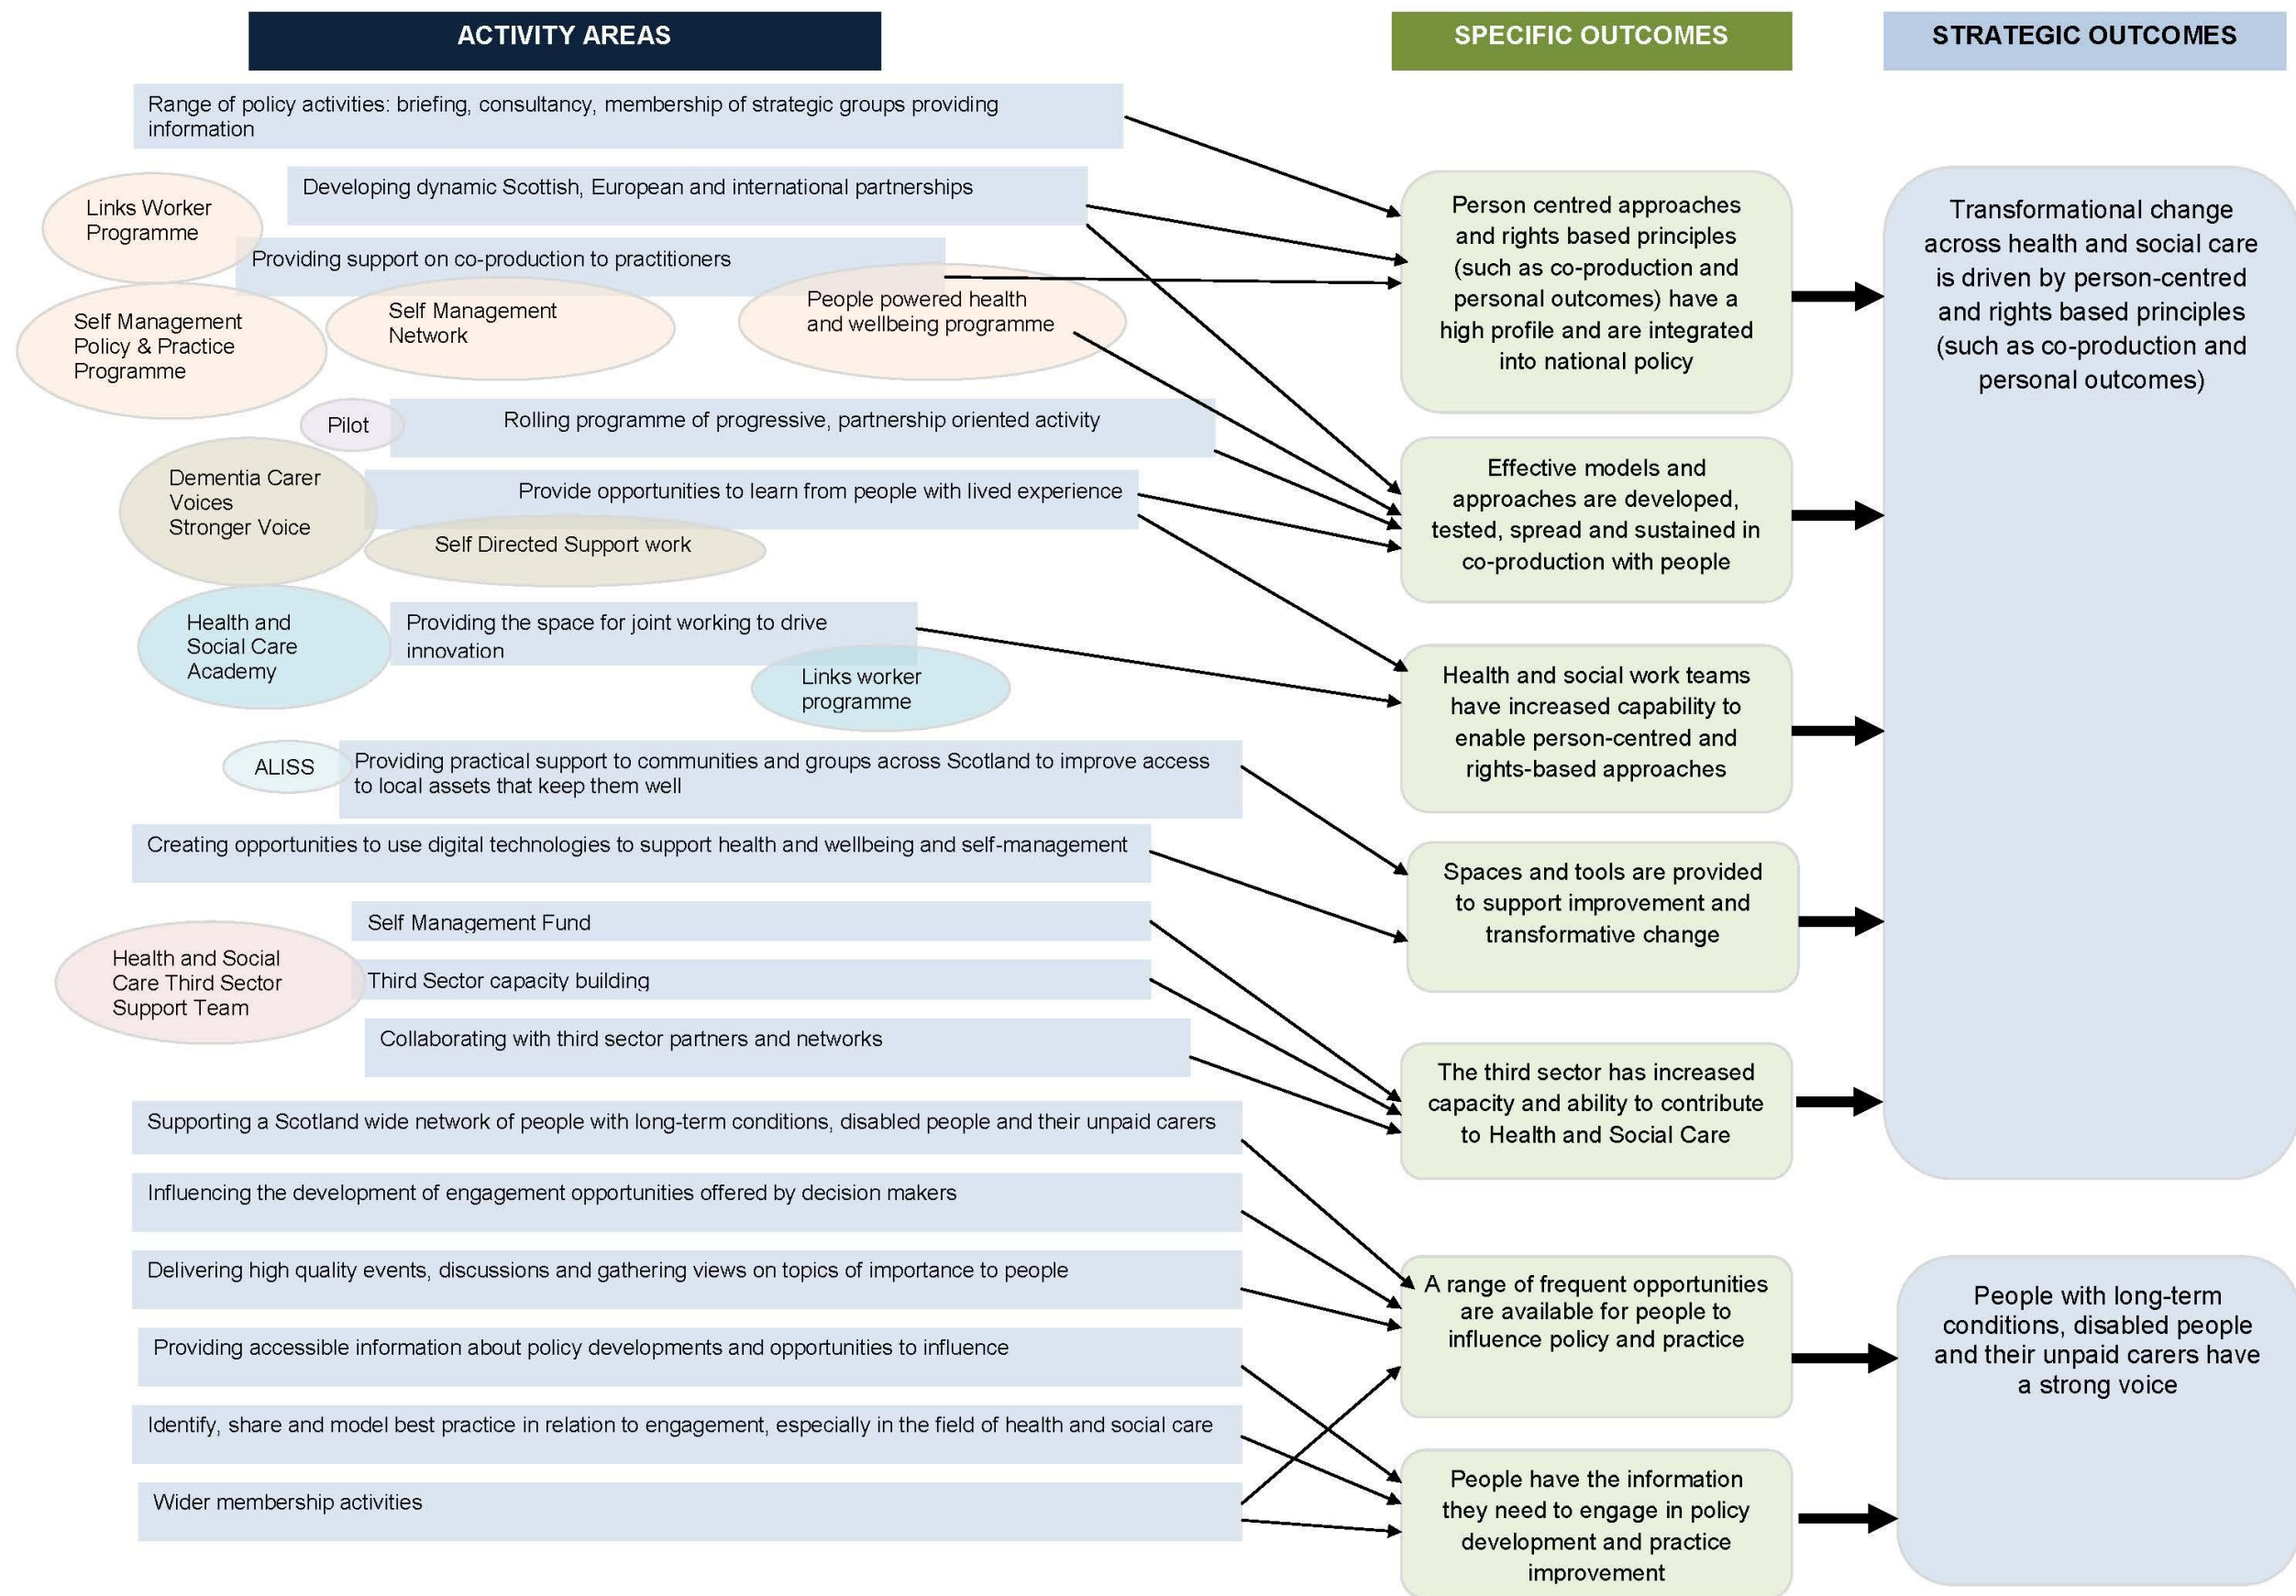 ACTIVITY AREAS
SPECIFIC OUTCOMES
STRATEGIC OUTCOMES
Range of policy activities: briefing, consultancy, membership of strategic groups providing
information
Developing dynamic Scottish, European and international partnerships
Links Worker
Programme
Providing support on co-production to practitioners
Self Management
Policy & Practice
Programme
Self Management
Network
People powered health
and wellbeing programme
Pilot
Rolling programme of progressive, partnership oriented activity
Dementia Carer
Voices
Stronger Voice
Provide opportunities to learn from people with lived experience
Self Directed Support work
Health and
Social Care
Academy
Providing the space for joint working to drive
innovation
Links worker
programme
ALISS
Providing practical support to communities and groups across Scotland to improve access
to local assets that keep them well
Creating opportunities to use digital technologies to support health and wellbeing and self-management
Self Management Fund
Health and Social
Care Third Sector
Support Team
Third Sector capacity building
Collaborating with third sector partners and networks
Supporting a Scotland wide network of people with long-term conditions, disabled people and their unpaid carers
Influencing the development of engagement opportunities offered by decision makers
Delivering high quality events, discussions and gathering views on topics of importance to people
Providing accessible information about policy developments and opportunities to influence
Identify, share and model best practice in relation to engagement, especially in the field of health and social care
Wider membership activities
Person centred approaches
and rights based principles
(such as co-production and
personal outcomes) have a
high profile and are integrated
into national policy
Effective models and
approaches are developed,
tested, spread and sustained in
co-production with people
Health and social work teams
have increased capability to
enable person-centred and
rights-based approaches
Spaces and tools are provided
to support improvement and
transformative change
The third sector has increased
capacity and ability to contribute
to Health and Social Care
A range of frequent opportunities
are available for people to
influence policy and practice
People have the information
they need to engage in policy
development and practice
improvement
Transformational change
across health and social care
is driven by person-centred
and rights based principles
(such as co-production and
personal outcomes)
People with long-term
conditions, disabled people
and their unpaid carers have
a strong voice